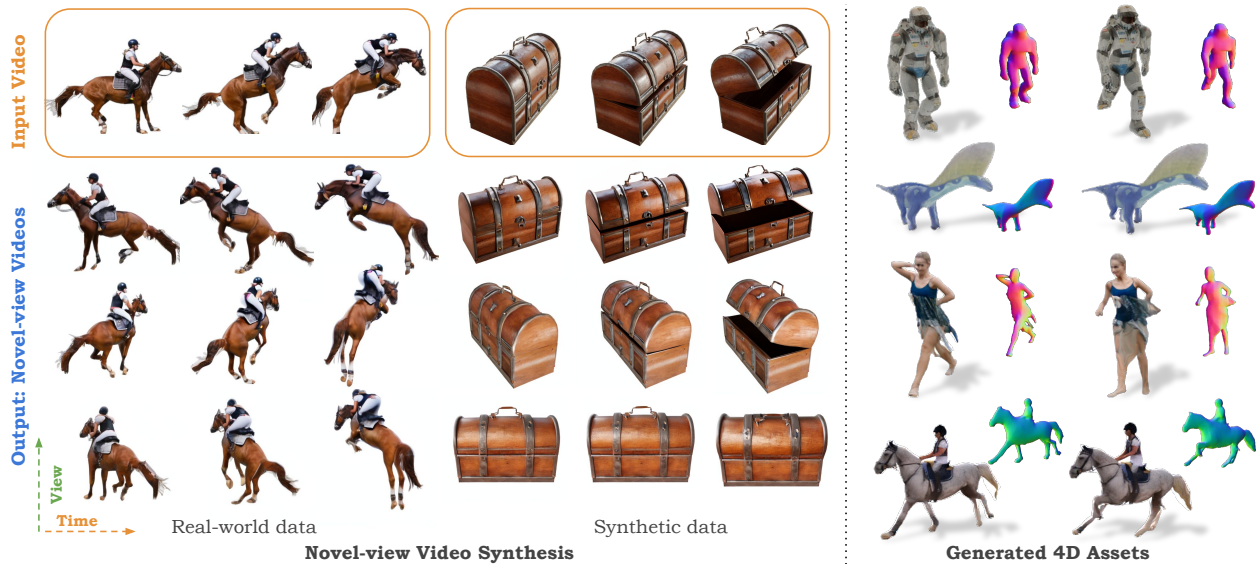 Input Video
Output: Novel-view Videos
View
Time
Real-world data
Synthetic data
Novel-view Video Synthesis
Generated 4D Assets